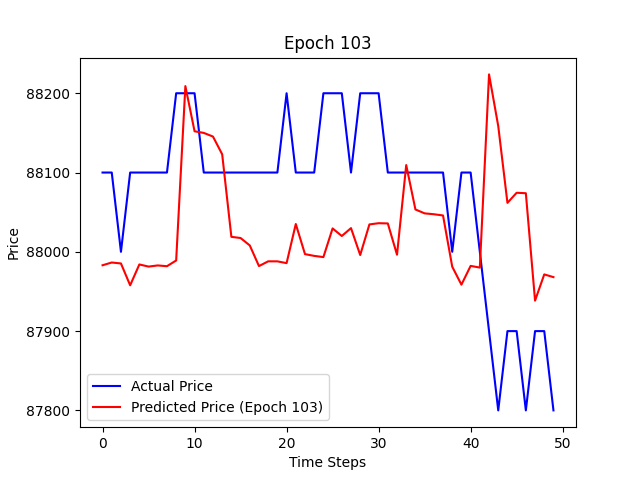 Epoch 103
Price
88200
88100
88000
87900
87800
Actual Price
Predicted Price (Epoch 103)
0 10 20 30 40 50
Time Steps